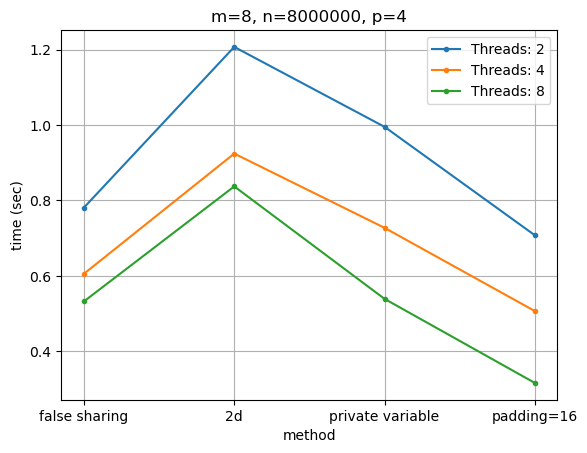 m=8, n=8000000, p=4
Threads: 2
Threads: 4
Threads: 8
time (sec)
1.2
1.0
0.8
0.6
0.4
false sharing
2d
private variable
padding=16
method